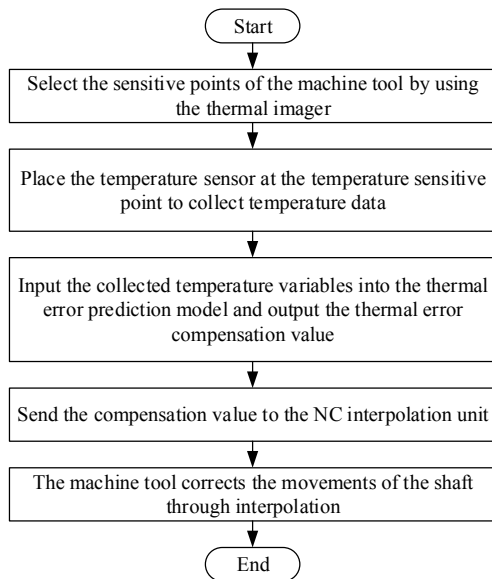 Start
Select the sensitive points of the machine tool by using
the thermal imager
Place the temperature sensor at the temperature sensitive
point to collect temperature data
Input the collected temperature variables into the thermal
error prediction model and output the thermal error
compensation value
Send the compensation value to the NC interpolation unit
The machine tool corrects the movements of the shaft
through interpolation
End